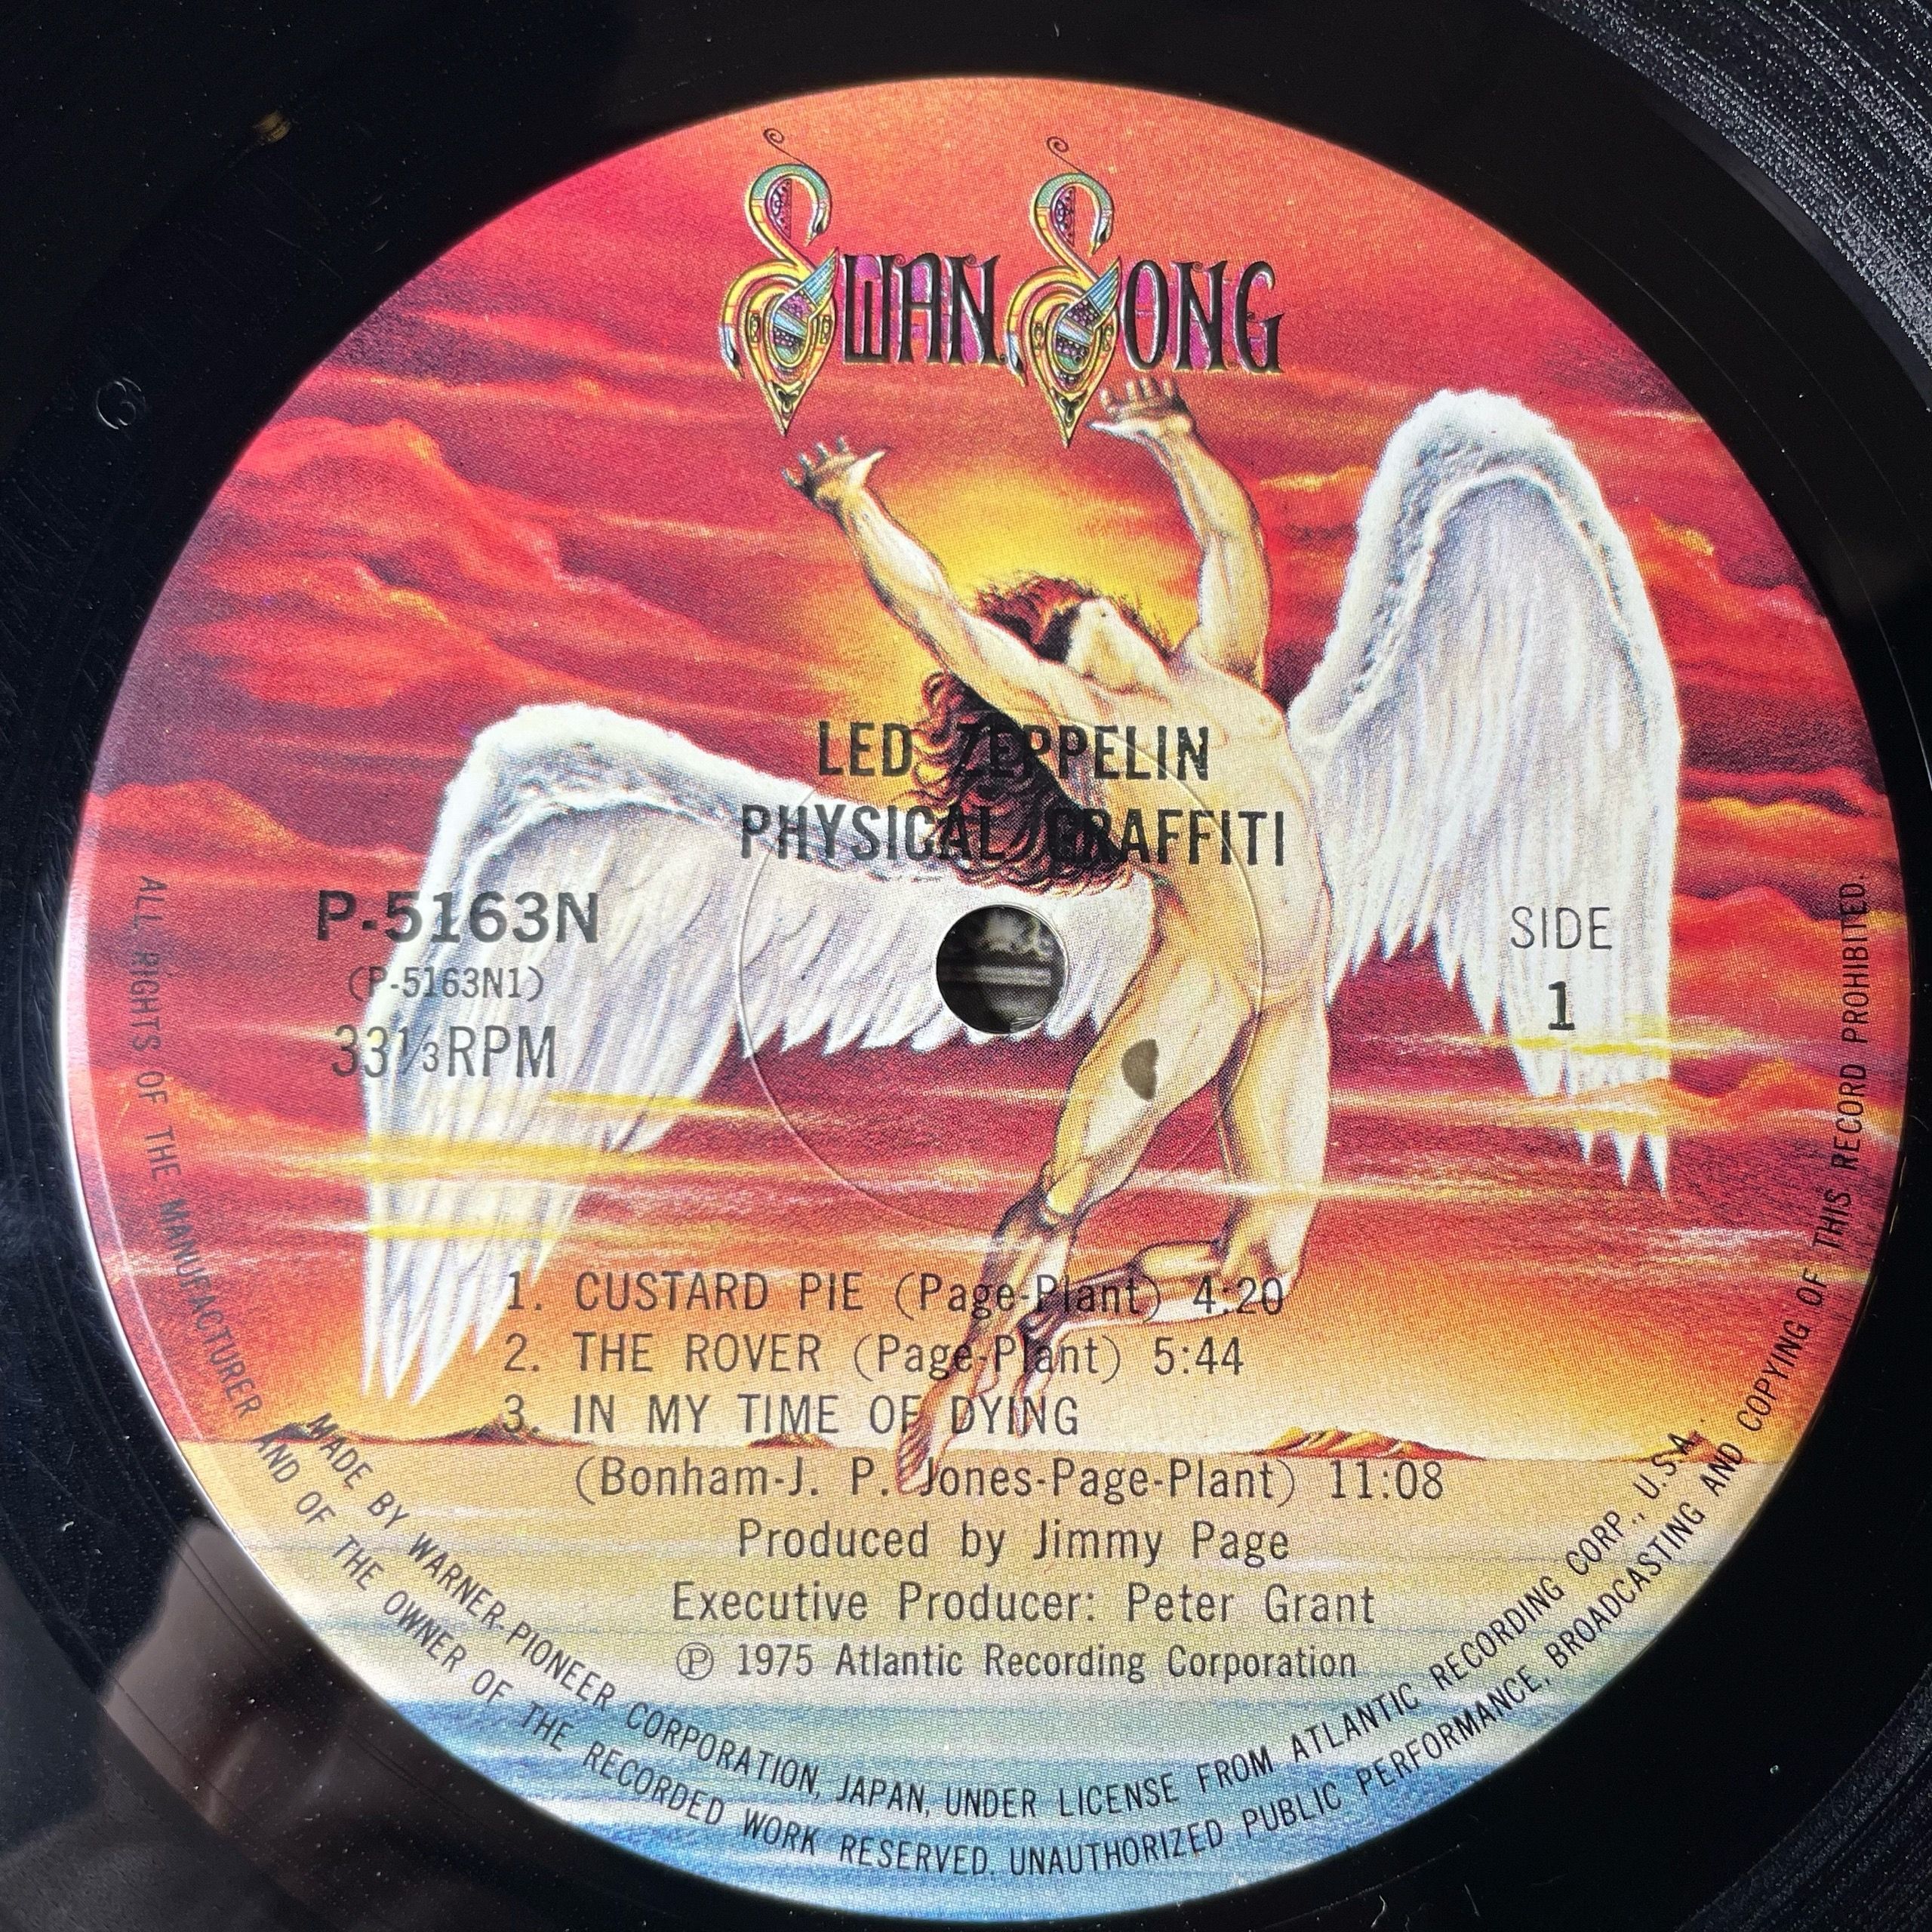 SWAN SONG
LED ZEPPELIN
PHYSICAL GRAFFITI
P-5163N
(P-5163N1)
33⅓RPM
SIDE
1
1. CUSTARD PIE (Page-Plant) 4:20
2. THE ROVER (Page-Plant) 5:44
3. IN MY TIME OF DYING
(Bonham-J. P. Jones-Page-Plant) 11:08
Produced by Jimmy Page
Executive Producer: Peter Grant
Ⓟ 1975 Atlantic Recording Corporation
MADE BY WARNER-PIONEER CORPORATION, JAPAN, UNDER LICENSE FROM ATLANTIC RECORDING CORP., U.S.A.
ALL RIGHTS OF THE MANUFACTURER AND OF THE OWNER OF THE RECORDED WORK RESERVED. UNAUTHORIZED PUBLIC PERFORMANCE, BROADCASTING AND COPYING OF THIS RECORD PROHIBITED.